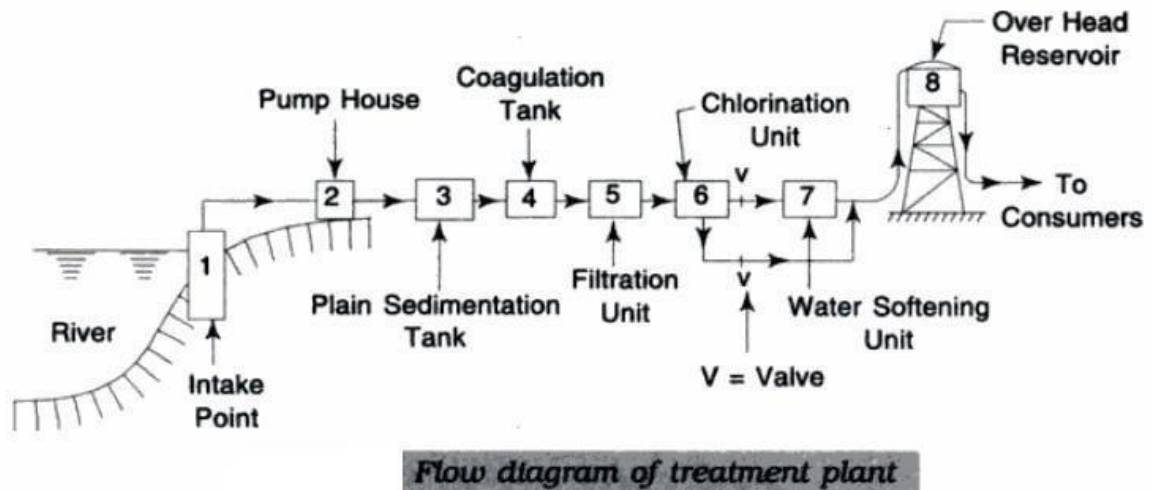 Over Head
Reservoir
8
Coagulation
Tank
Pump House
Chlorination
Unit
V
2
3
4
5
6
7
To
Consumers
1
V
River
Intake
Point
Plain Sedimentation
Tank
Filtration
Unit
Water Softening
Unit
V = Valve
Flow diagram of treatment plant